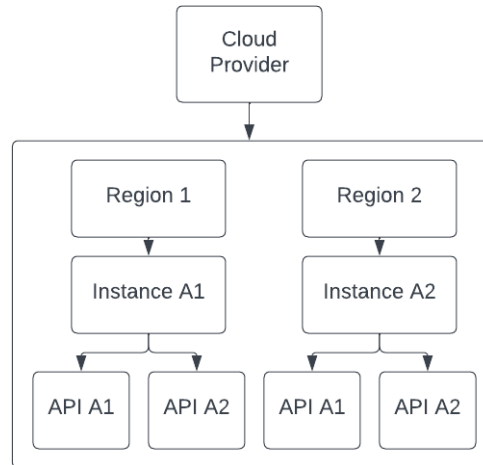 Cloud
Provider
Region 1
Region 2
Instance A1
Instance A2
API A1
API A2
API A1
API A2